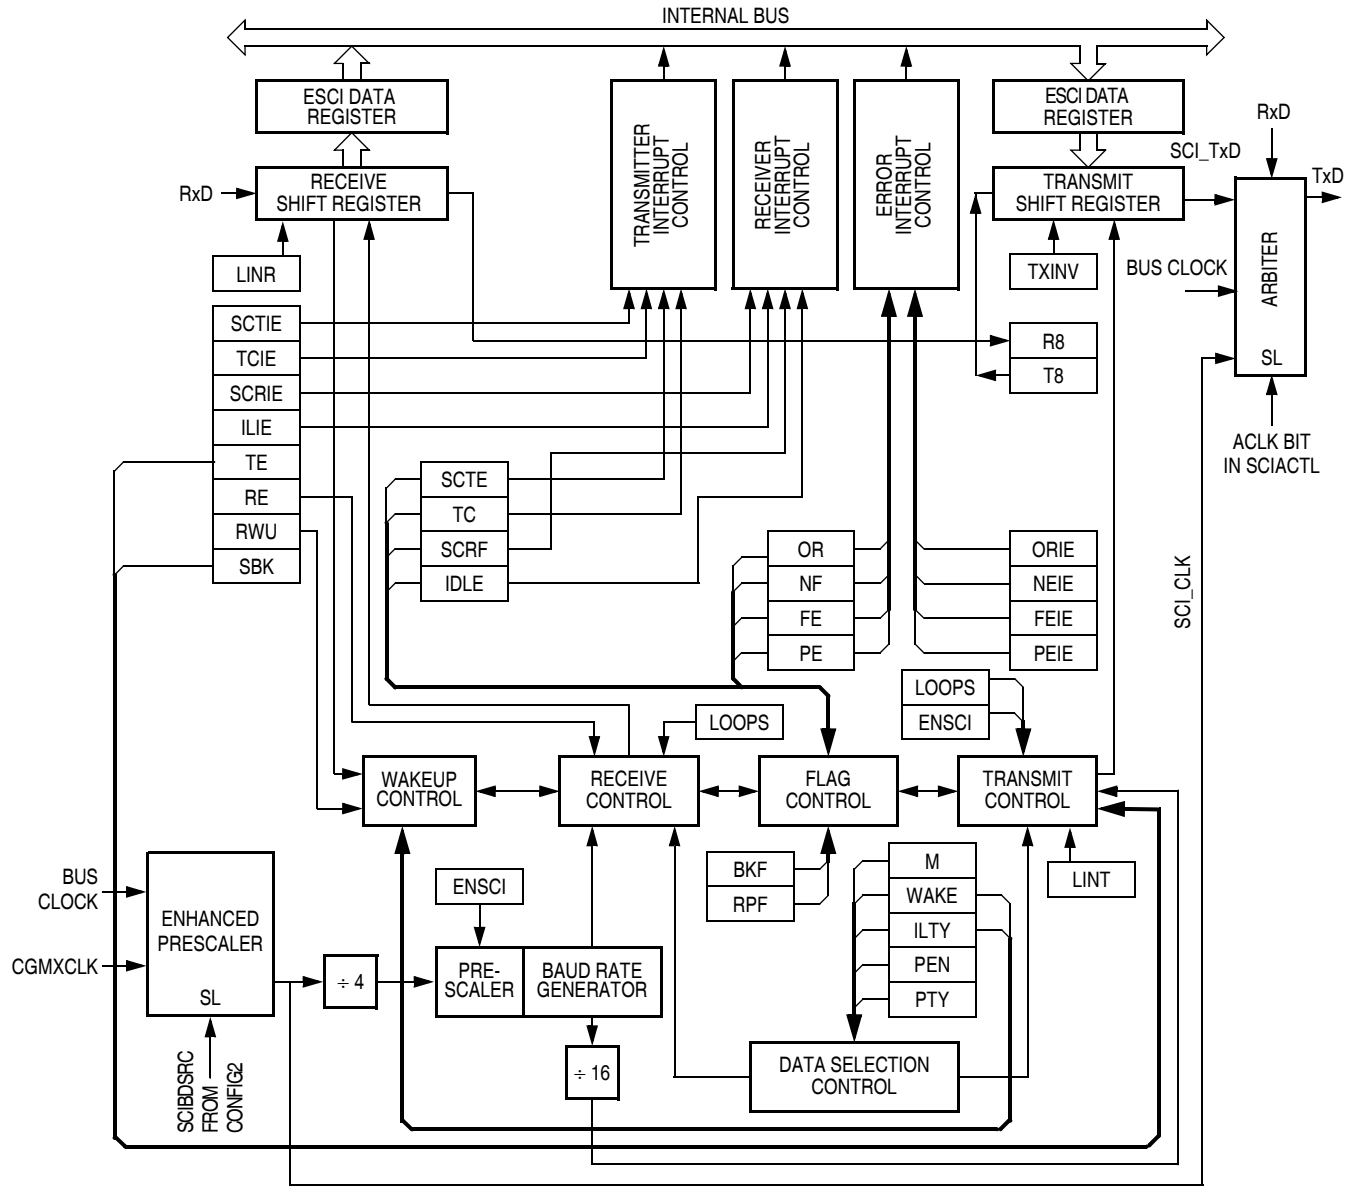 INTERNAL BUS
ESCI DATA
REGISTER
RECEIVE
SHIFT REGISTER
RxD
LINR
TRANSMITTER
INTERRUPT
CONTROL
RECEIVER
INTERRUPT
CONTROL
ERROR
INTERRUPT
CONTROL
ESCI DATA
REGISTER
TRANSMIT
SHIFT REGISTER
SCI_TxD
RxD
TxD
TXINV
BUS CLOCK
ARBITER
SL
ACLK BIT
IN SCIACTL
R8
T8
SCTIE
TCIE
SCRIE
ILIE
TE
RE
RWU
SBK
SCTE
TC
SCRF
IDLE
OR
NF
FE
PE
ORIE
NEIE
FEIE
PEIE
SCI_CLK
LOOPS
ENSCI
LOOPS
WAKEUP
CONTROL
RECEIVE
CONTROL
FLAG
CONTROL
TRANSMIT
CONTROL
BKF
RPF
M
WAKE
ILTY
PEN
PTY
LINT
BUS
CLOCK
CGMXCLK
ENHANCED
PRESCALER
SL
SCIBDSRC
FROM
CONFIG2
÷ 4
ENSCI
PRE-
SCALER
BAUD RATE
GENERATOR
÷ 16
DATA SELECTION
CONTROL